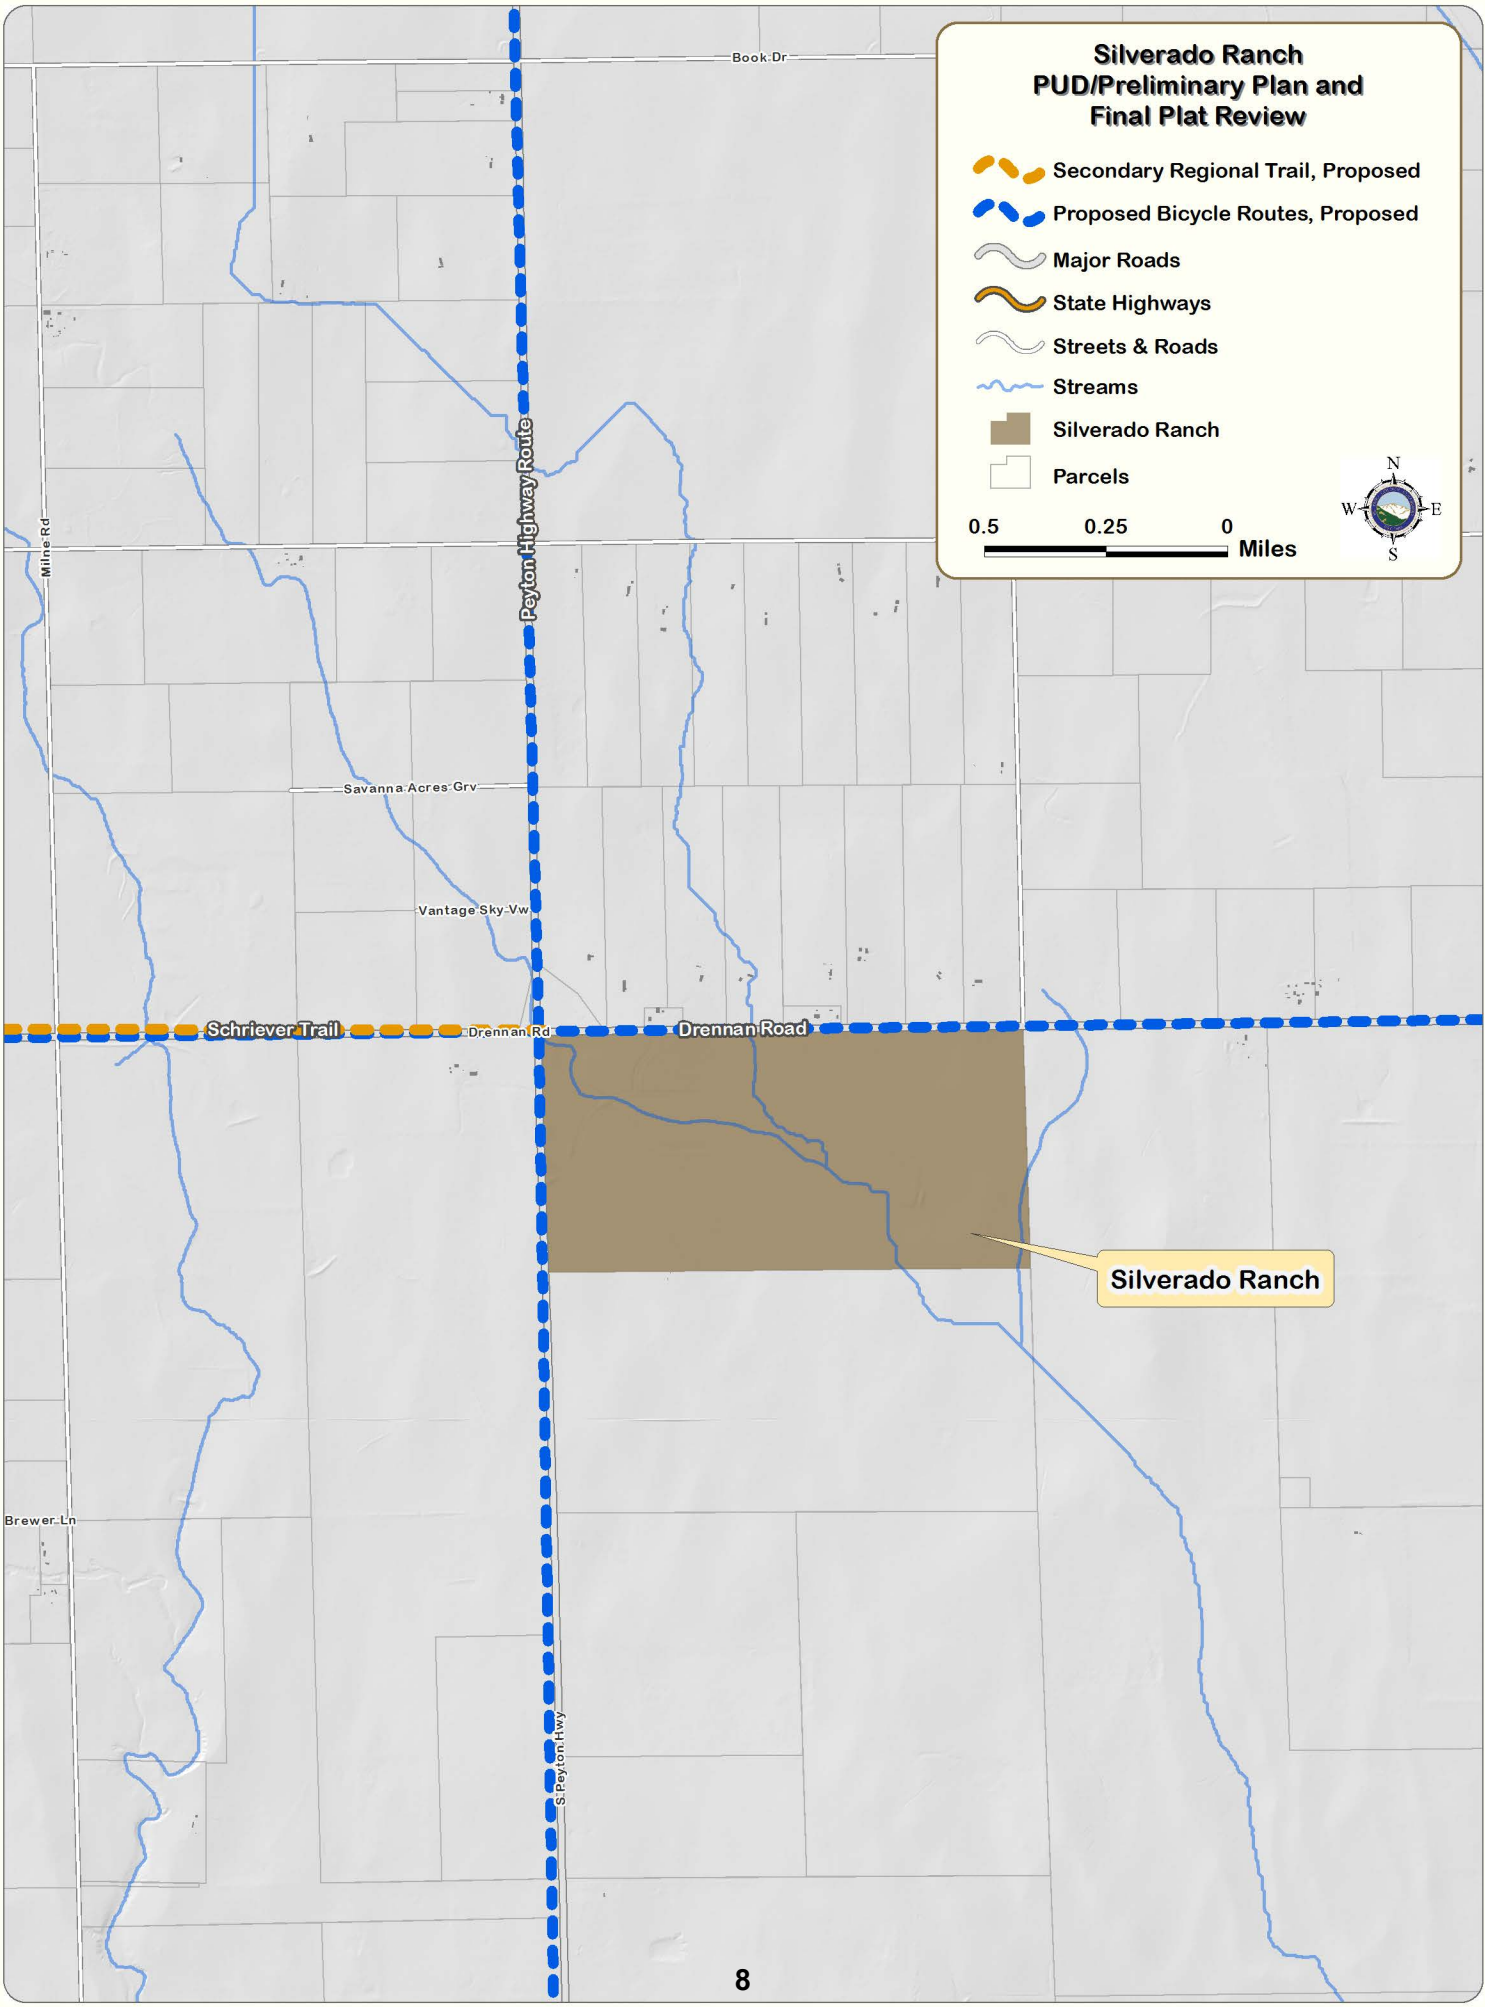 Book Dr
Silverado Ranch
PUD/Preliminary Plan and
Final Plat Review
Secondary Regional Trail, Proposed
Proposed Bicycle Routes, Proposed
Major Roads
State Highways
Streets & Roads
Streams
Silverado Ranch
Parcels
N
W
E
S
0.5 0.25 0
Miles
Peyton Highway Route
Milne Rd
Savanna Acres Grv
Vantage Sky Vw
Schriever Trail
Drennan Rd
Drennan Road
Silverado Ranch
Brewer Ln
S Peyton Hwy
8